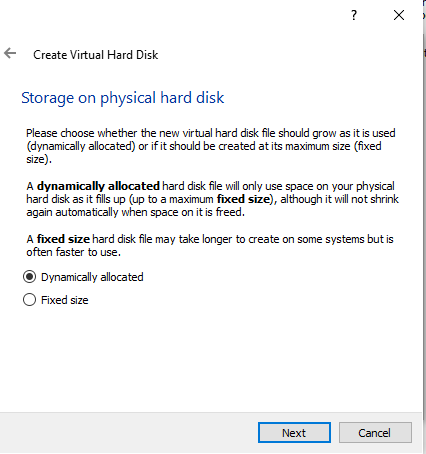 ?
Create Virtual Hard Disk
Storage on physical hard disk
Please choose whether the new virtual hard disk file should grow as it is used
(dynamically allocated) or if it should be created at its maximum size (fixed
size).
A dynamically allocated hard disk file will only use space on your physical
hard disk as it fills up (up to a maximum fixed size), although it will not shrink
again automatically when space on it is freed.
A fixed size hard disk file may take longer to create on some systems but is
often faster to use.
Dynamically allocated
Fixed size
Next
Cancel